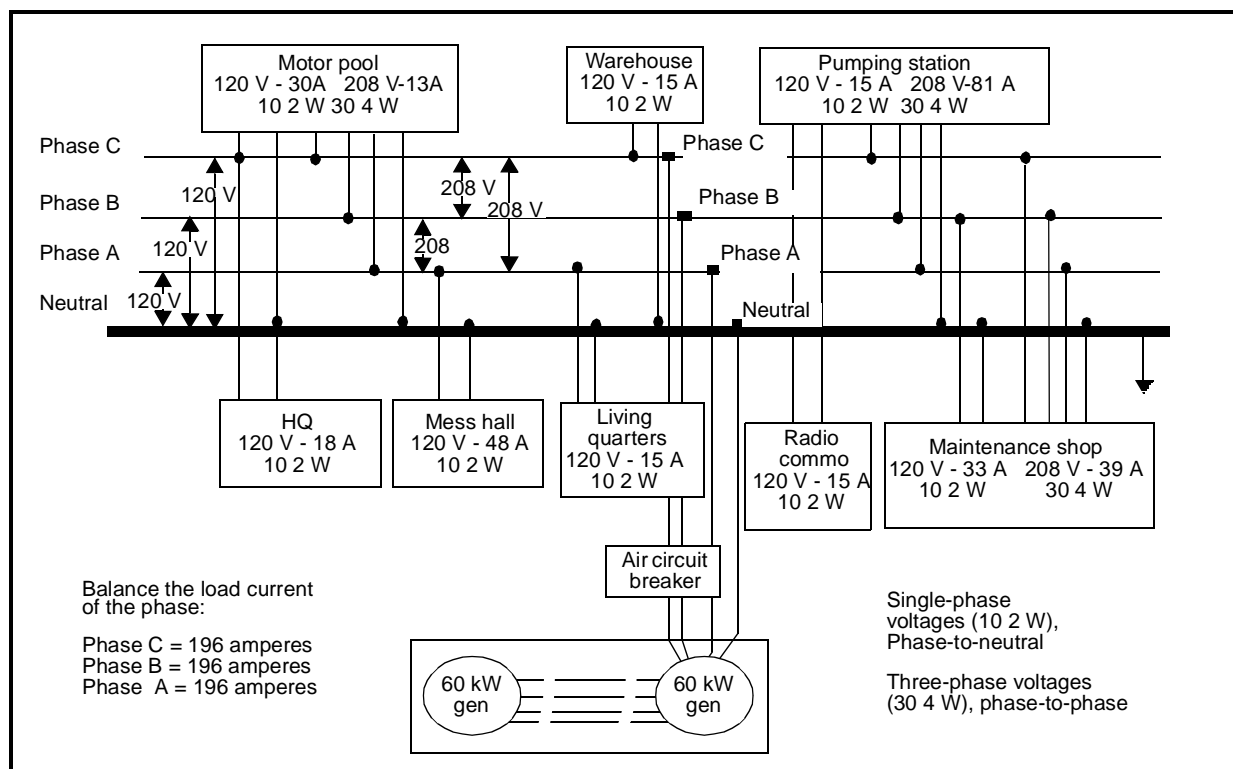 Motor pool
120 V - 30A 208 V-13A
10 2 W 30 4 W
Warehouse
120 V - 15 A
10 2 W
Pumping station
120 V - 15 A 208 V-81 A
10 2 W 30 4 W
Phase C
Phase C
120 V
208 V
208 V
Phase B
Phase B
120 V
208
Phase A
Phase A
120 V
Neutral
Neutral
HQ
120 V - 18 A
10 2 W
Mess hall
120 V - 48 A
10 2 W
Living
quarters
120 V - 15 A
10 2 W
Radio
commo
120 V - 15 A
10 2 W
Maintenance shop
120 V - 33 A 208 V - 39 A
10 2 W 30 4 W
Air circuit
breaker
Balance the load current
of the phase:
Phase C = 196 amperes
Phase B = 196 amperes
Phase A = 196 amperes
60 kW
gen
60 kW
gen
Single-phase
voltages (10 2 W),
Phase-to-neutral
Three-phase voltages
(30 4 W), phase-to-phase